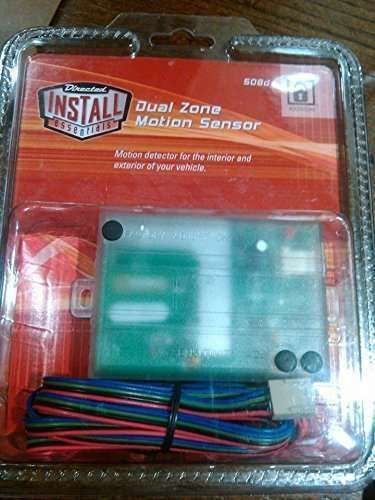 Directed
INSTALL
essentials
508d
Dual Zone
Motion Sensor
Motion detector for the interior and
exterior of your vehicle.